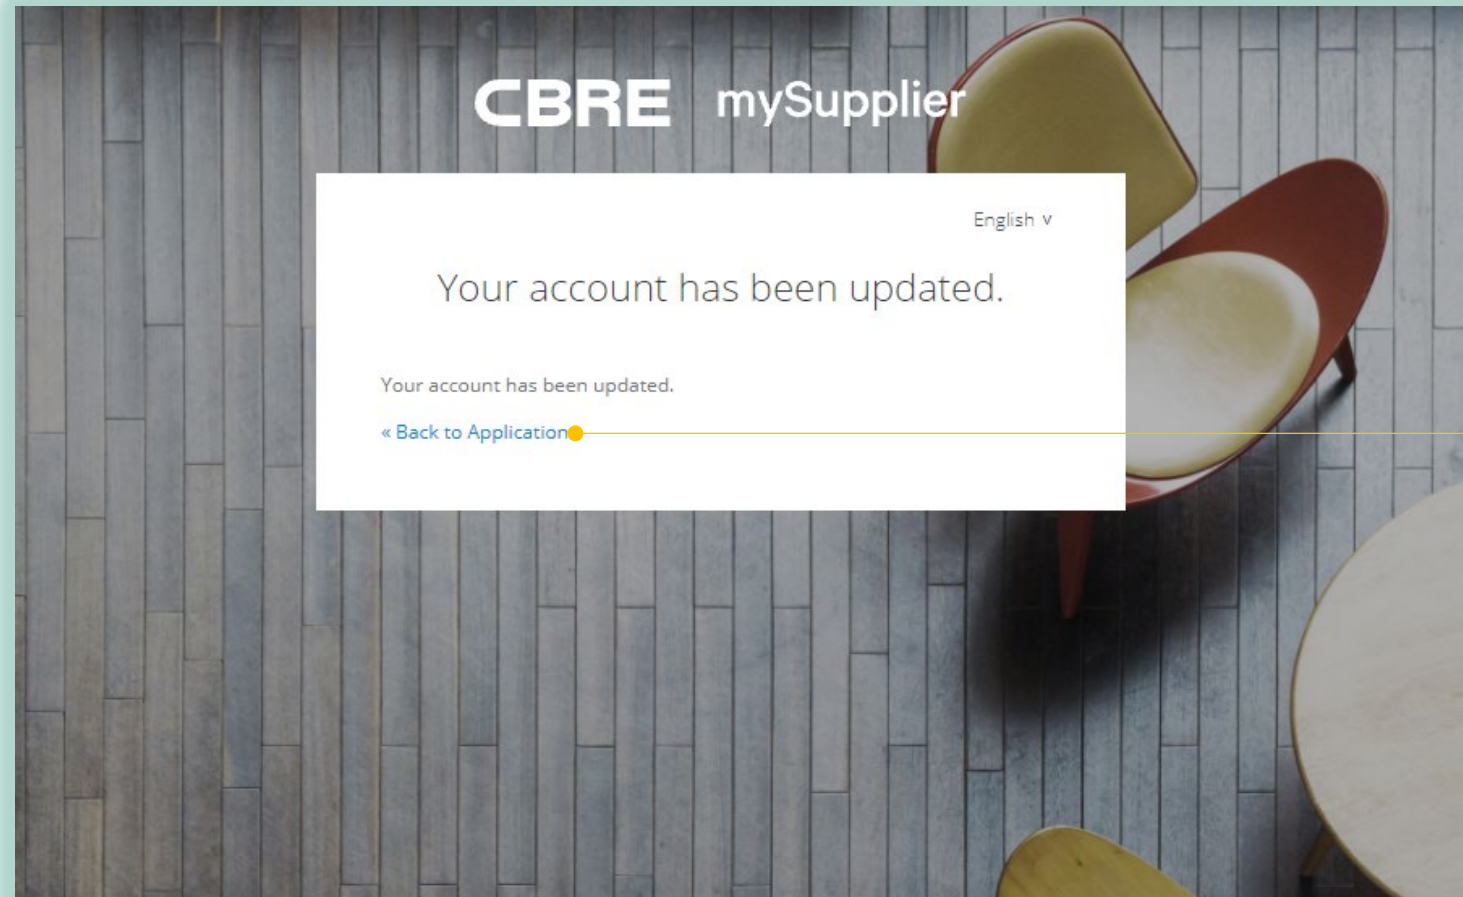 CBRE mySupplier
English v
Your account has been updated.
Your account has been updated.
« Back to Application